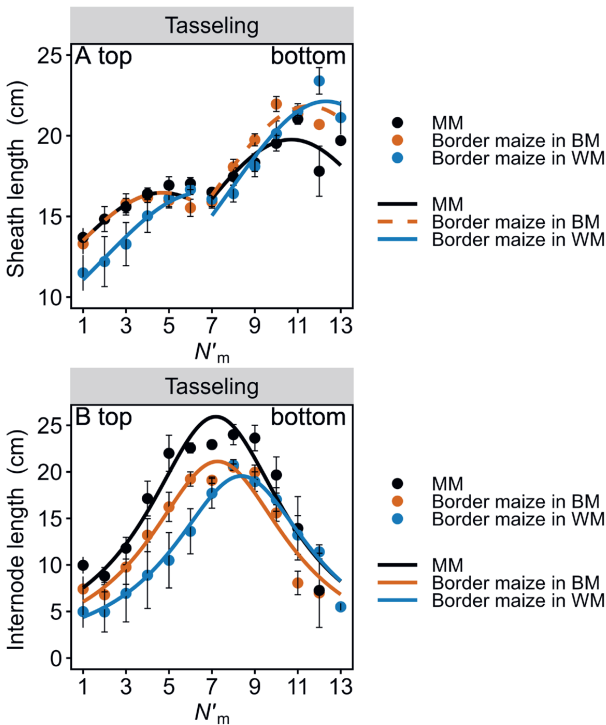 Tasseling
A top bottom
25
20
15
10
Sheath length (cm)
1 3 5 7 9 11 13
N′m
MM
Border maize in BM
Border maize in WM
MM
Border maize in BM
Border maize in WM
Tasseling
B top bottom
25
20
15
10
5
0
Internode length (cm)
1 3 5 7 9 11 13
N′m
MM
Border maize in BM
Border maize in WM
MM
Border maize in BM
Border maize in WM